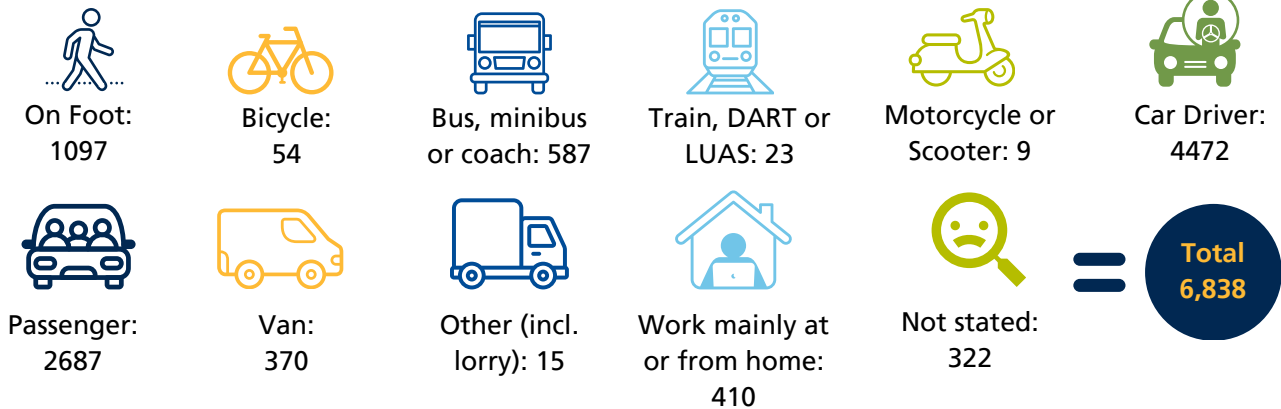 On Foot:
1097
Bicycle:
54
Bus, minibus
or coach: 587
Train, DART or
LUAS: 23
Motorcycle or
Scooter: 9
Car Driver:
4472
Passenger:
2687
Van:
370
Other (incl.
lorry): 15
Work mainly at
or from home:
410
Not stated:
322
=
Total
6,838